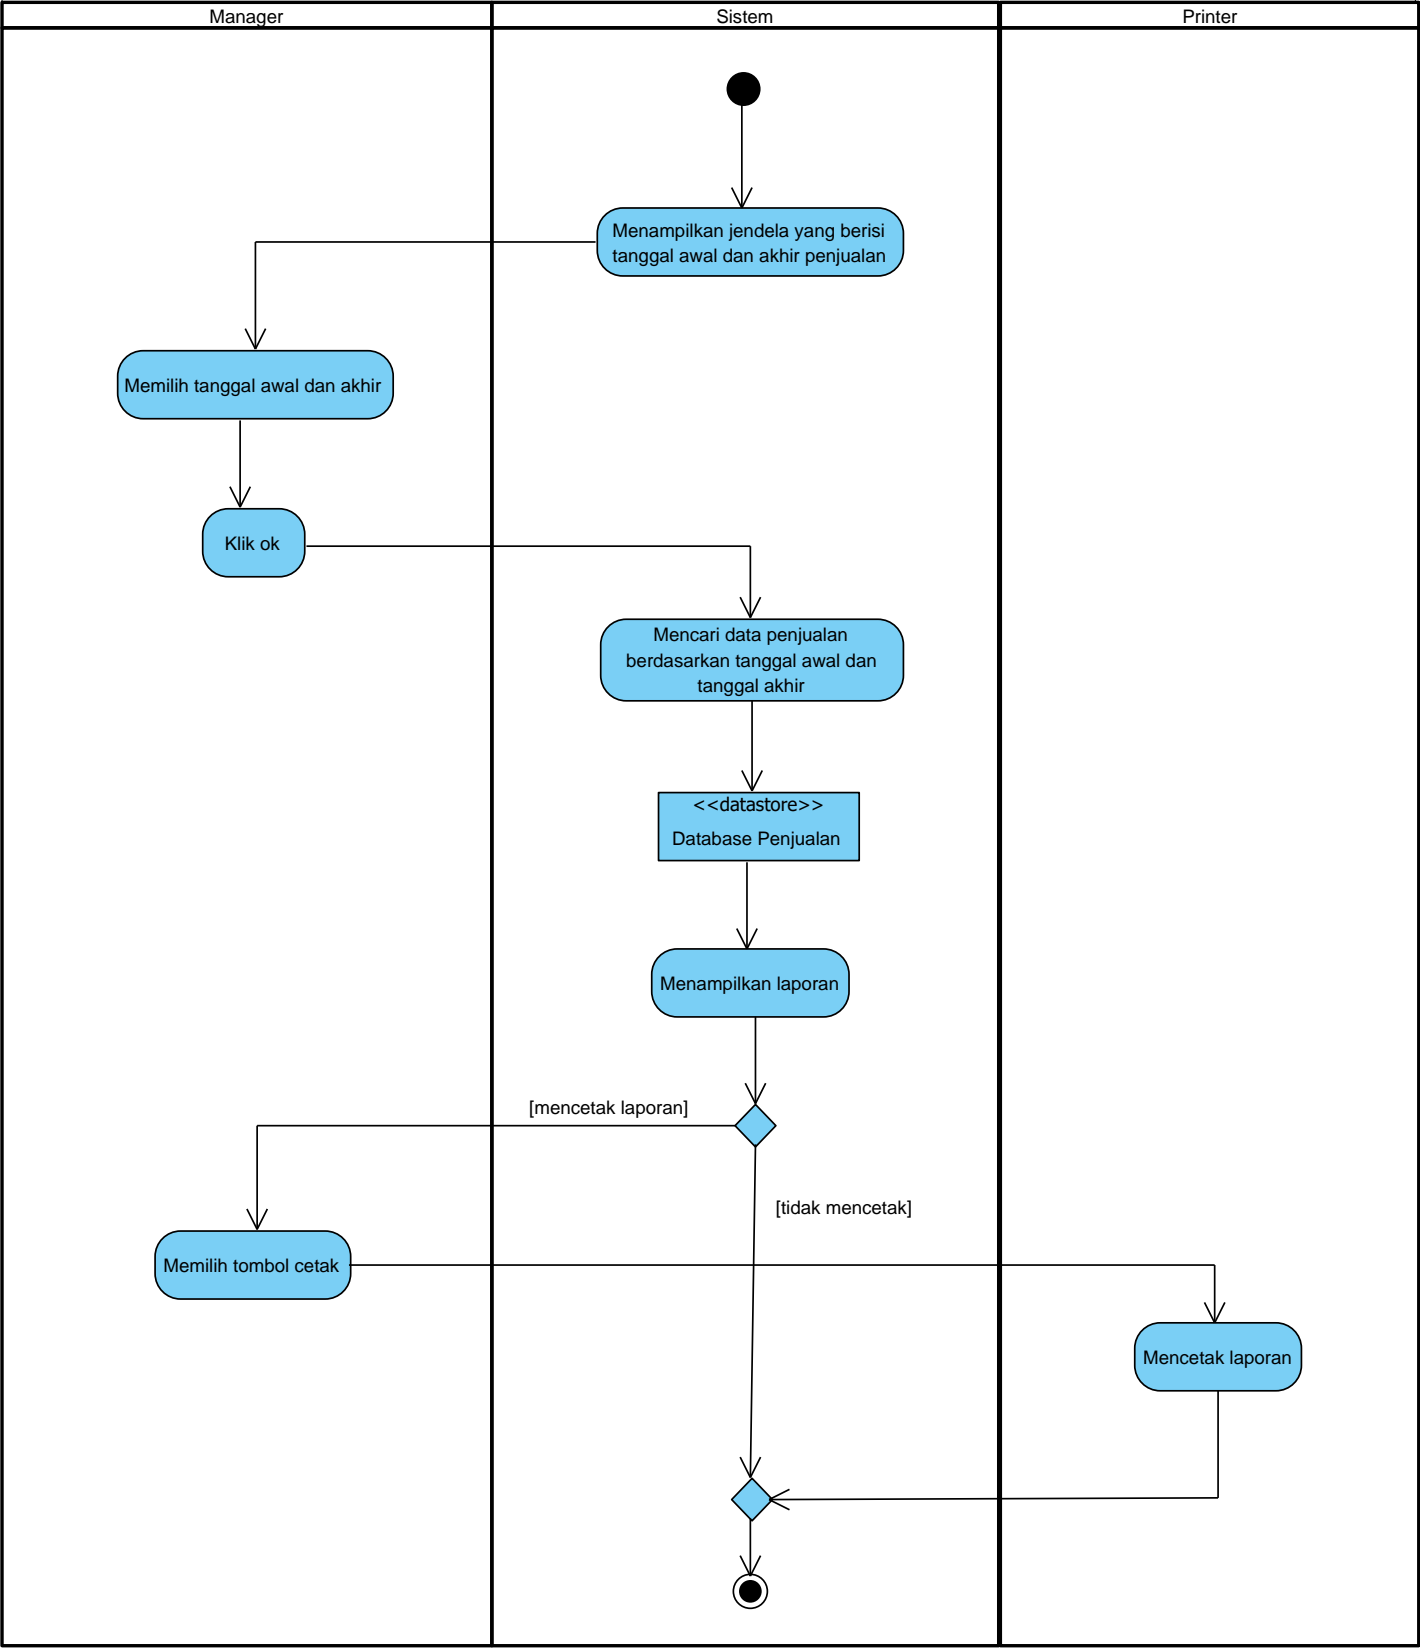 Manager
Sistem
Printer
Menampilkan jendela yang berisi
tanggal awal dan akhir penjualan
Memilih tanggal awal dan akhir
Klik ok
Mencari data penjualan
berdasarkan tanggal awal dan
tanggal akhir
<<datastore>>
Database Penjualan
Menampilkan laporan
[mencetak laporan]
[tidak mencetak]
Memilih tombol cetak
Mencetak laporan